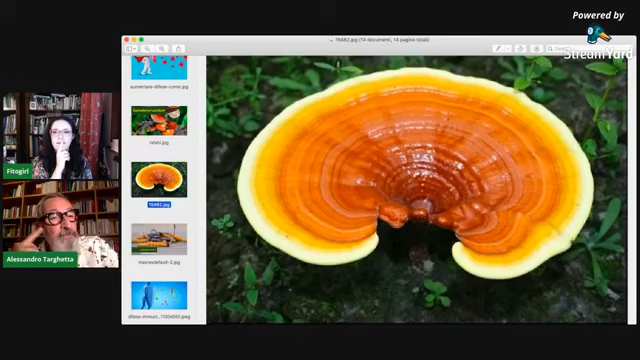 Powered by
StreamYard
15482.jpg (14 documenti, 14 pagine totali)
aumentare-difese-come.jpg
Ganoderma Lucidum
reishi.jpg
15482.jpg
maxresdefault-2.jpg
Fitogirl
Alessandro Targhetta